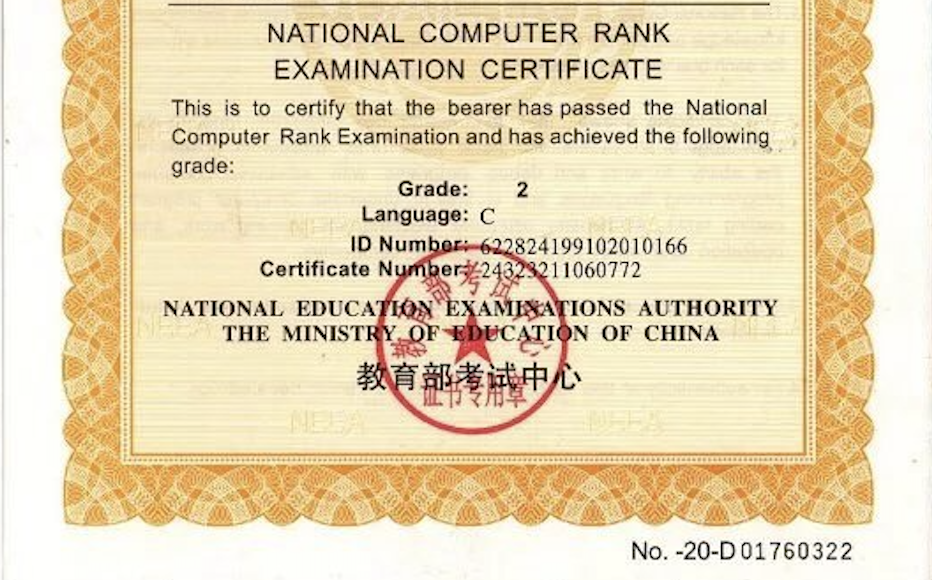 NATIONAL COMPUTER RANK
EXAMINATION CERTIFICATE
This is to certify that the bearer has passed the National
Computer Rank Examination and has achieved the following
grade:
Grade: 2
Language: C
ID Number: 622824199102010166
Certificate Number: 24323211060772
NATIONAL EDUCATION EXAMINATIONS AUTHORITY
THE MINISTRY OF EDUCATION OF CHINA
教育部考试中心
教育部考试中心
证书专用章
NEEA NEEA
No. -20-D01760322